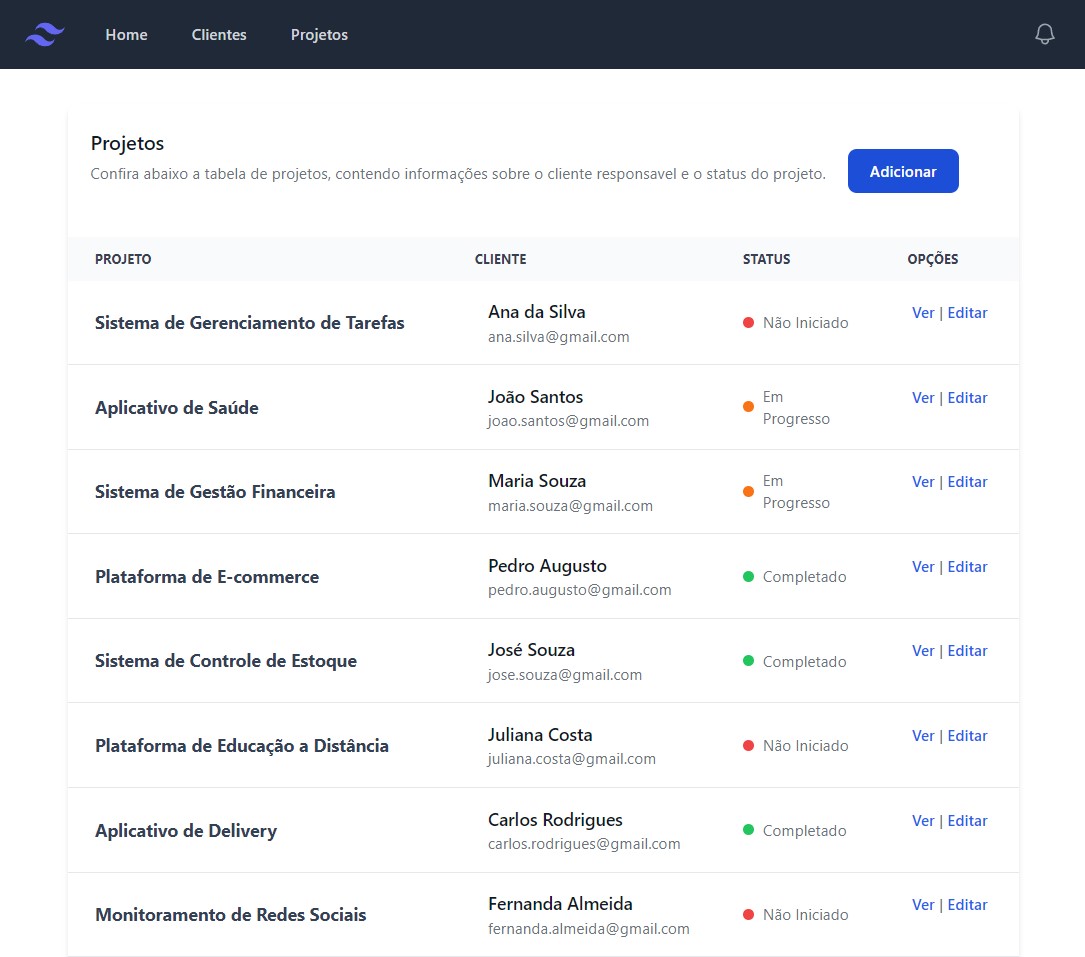 Home Clientes Projetos
Projetos
Confira abaixo a tabela de projetos, contendo informações sobre o cliente responsavel e o status do projeto.
Adicionar
PROJETO CLIENTE STATUS OPÇÕES
Sistema de Gerenciamento de Tarefas
Ana da Silva
ana.silva@gmail.com
Não Iniciado
Ver | Editar
Aplicativo de Saúde
João Santos
joao.santos@gmail.com
Em
Progresso
Ver | Editar
Sistema de Gestão Financeira
Maria Souza
maria.souza@gmail.com
Em
Progresso
Ver | Editar
Plataforma de E-commerce
Pedro Augusto
pedro.augusto@gmail.com
Completado
Ver | Editar
Sistema de Controle de Estoque
José Souza
jose.souza@gmail.com
Completado
Ver | Editar
Plataforma de Educação a Distância
Juliana Costa
juliana.costa@gmail.com
Não Iniciado
Ver | Editar
Aplicativo de Delivery
Carlos Rodrigues
carlos.rodrigues@gmail.com
Completado
Ver | Editar
Monitoramento de Redes Sociais
Fernanda Almeida
fernanda.almeida@gmail.com
Não Iniciado
Ver | Editar